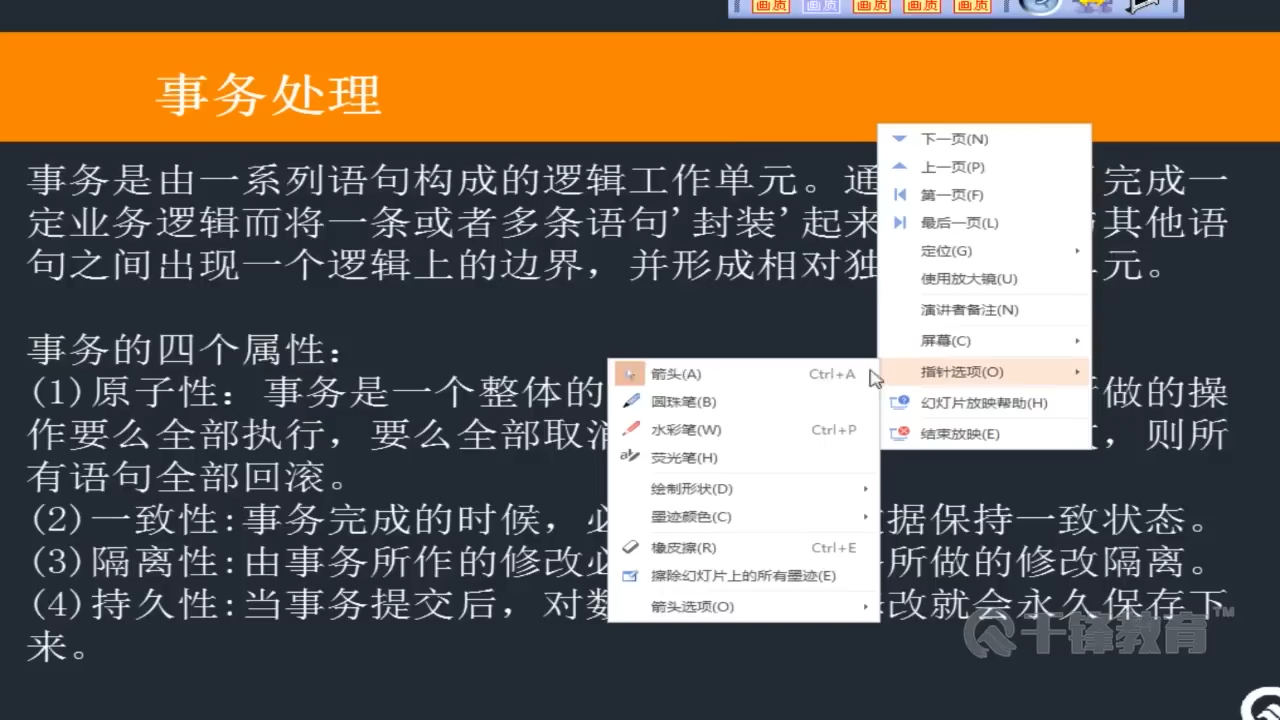 画质 画质 画质 画质 画质
事务处理
事务是由一系列语句构成的逻辑工作单元。通 完成一
定业务逻辑而将一条或者多条语句'封装'起来 其他语
句之间出现一个逻辑上的边界，并形成相对独 元。
事务的四个属性：
(1)原子性：事务是一个整体的 所做的操
作要么全部执行，要么全部取消 ，则所
有语句全部回滚。
(2)一致性:事务完成的时候，必 数据保持一致状态。
(3)隔离性:由事务所作的修改必 所做的修改隔离。
(4)持久性:当事务提交后，对数 改就会永久保存下
来。
下一页(N)
上一页(P)
第一页(F)
最后一页(L)
定位(G)
使用放大镜(U)
演讲者备注(N)
屏幕(C)
指针选项(O)
幻灯片放映帮助(H)
结束放映(E)
箭头(A) Ctrl+A
圆珠笔(B)
水彩笔(W) Ctrl+P
荧光笔(H)
绘制形状(D)
墨迹颜色(C)
橡皮擦(R) Ctrl+E
擦除幻灯片上的所有墨迹(E)
箭头选项(O)
千锋教育™